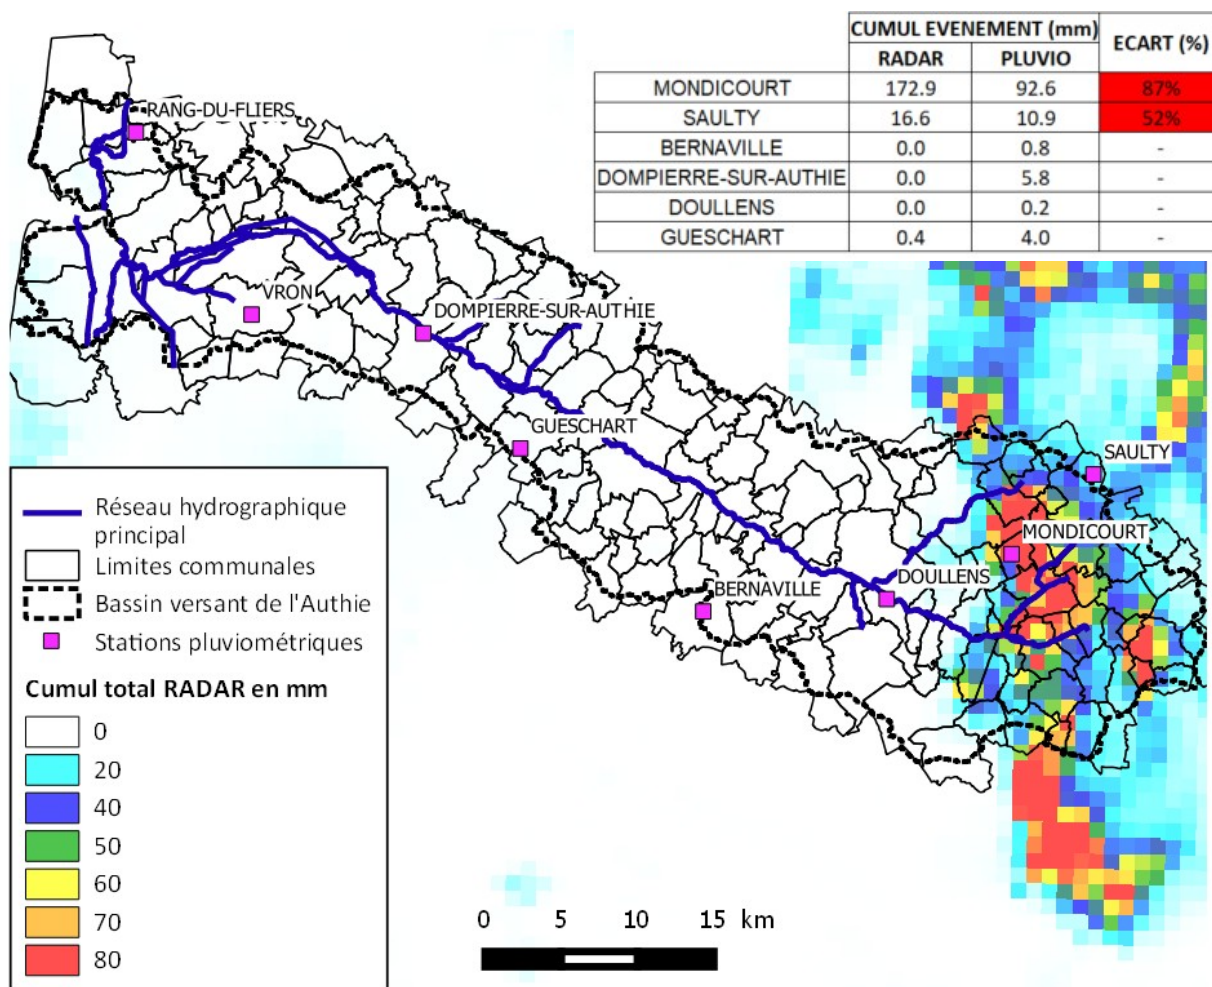 CUMUL EVENEMENT (mm) ECART (%)
RADAR PLUVIO
MONDICOURT 172.9 92.6 87%
SAULTY 16.6 10.9 52%
BERNAVILLE 0.0 0.8 -
DOMPIERRE-SUR-AUTHIE 0.0 5.8 -
DOULLENS 0.0 0.2 -
GUESCHART 0.4 4.0 -
RANG-DU-FLIERS
VRON
DOMPIERRE-SUR-AUTHIE
GUESCHART
SAULTY
MONDICOURT
DOULLENS
BERNAVILLE
Réseau hydrographique
principal
Limites communales
Bassin versant de l'Authie
Stations pluviométriques
Cumul total RADAR en mm
0
20
40
50
60
70
80
0 5 10 15 km